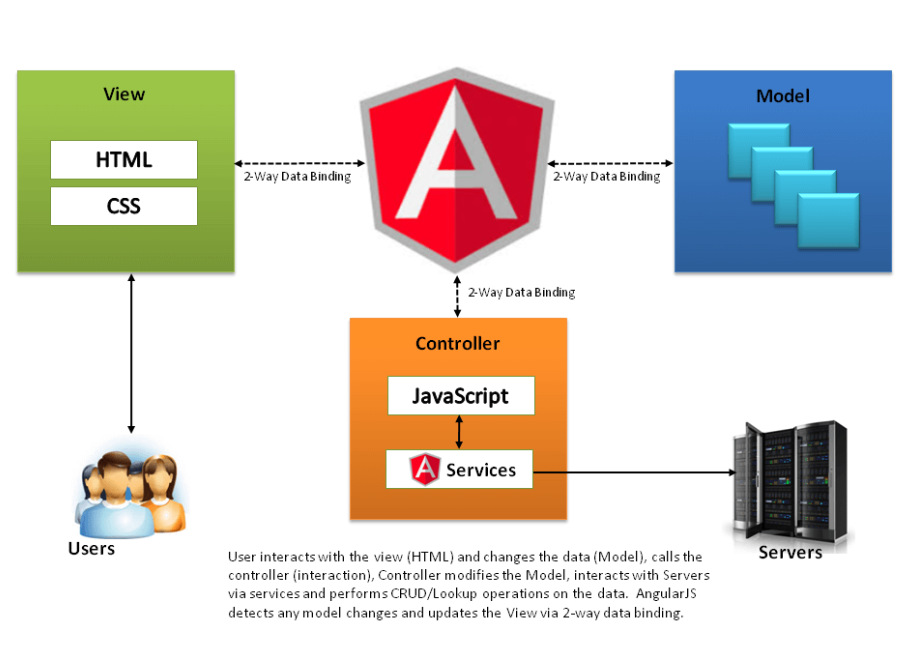 View
HTML
CSS
2-Way Data Binding
A
2-Way Data Binding
Model
2-Way Data Binding
Controller
JavaScript
A Services
Users
Servers
User interacts with the view (HTML) and changes the data (Model), calls the
controller (interaction), Controller modifies the Model, interacts with Servers
via services and performs CRUD/Lookup operations on the data.  AngularJS
detects any model changes and updates the View via 2-way data binding.